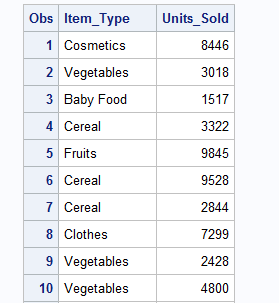 Obs Item_Type Units_Sold
1 Cosmetics 8446
2 Vegetables 3018
3 Baby Food 1517
4 Cereal 3322
5 Fruits 9845
6 Cereal 9528
7 Cereal 2844
8 Clothes 7299
9 Vegetables 2428
10 Vegetables 4800